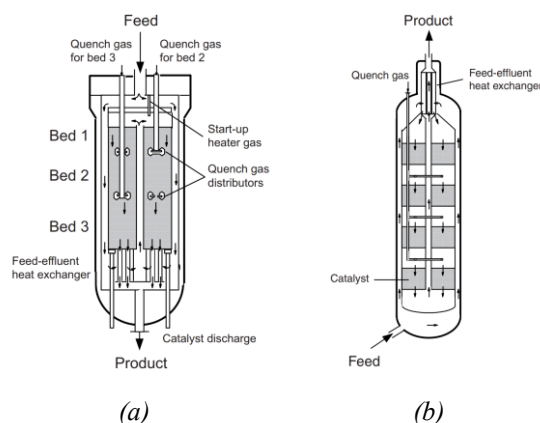 Feed
Quench gas
for bed 3
Quench gas
for bed 2
Bed 1
Bed 2
Bed 3
Start-up
heater gas
Quench gas
distributors
Feed-effluent
heat exchanger
Catalyst discharge
Product
(a)
Product
Quench gas
Feed-effluent
heat exchanger
Catalyst
Feed
(b)